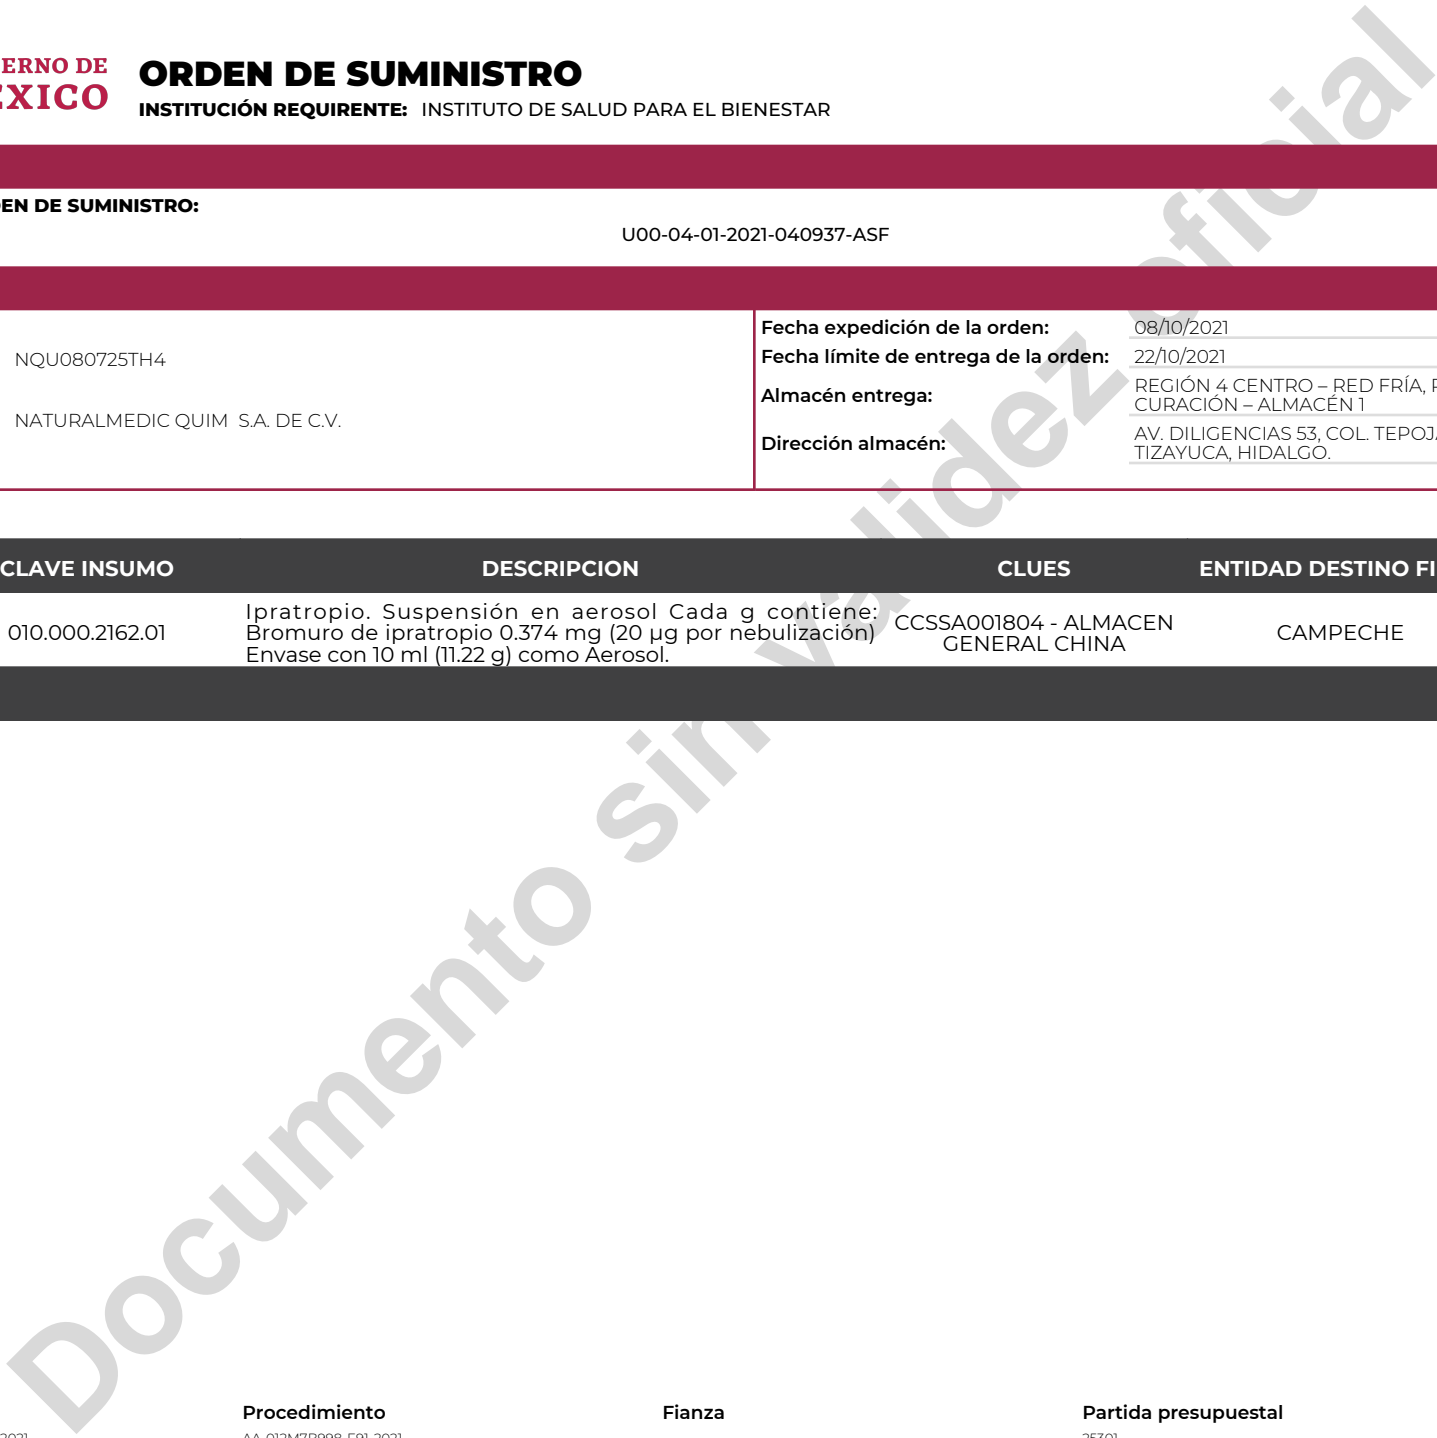 ERNO DE
EXICO
ORDEN DE SUMINISTRO
INSTITUCIÓN REQUIRENTE: INSTITUTO DE SALUD PARA EL BIENESTAR
EN DE SUMINISTRO:
U00-04-01-2021-040937-ASF
NQU080725TH4
NATURALMEDIC QUIM S.A. DE C.V.
Fecha expedición de la orden: 08/10/2021
Fecha límite de entrega de la orden: 22/10/2021
Almacén entrega: REGIÓN 4 CENTRO – RED FRÍA,
CURACIÓN – ALMACÉN 1
Dirección almacén: AV. DILIGENCIAS 53, COL. TEPOJA
TIZAYUCA, HIDALGO.
CLAVE INSUMO DESCRIPCION CLUES ENTIDAD DESTINO FI
010.000.2162.01
Ipratropio. Suspensión en aerosol Cada g contiene:
Bromuro de ipratropio 0.374 mg (20 µg por nebulización)
Envase con 10 ml (11.22 g) como Aerosol.
CCSSA001804 - ALMACEN
GENERAL CHINA
CAMPECHE
Documento sin validez oficial
Procedimiento Fianza Partida presupuestal